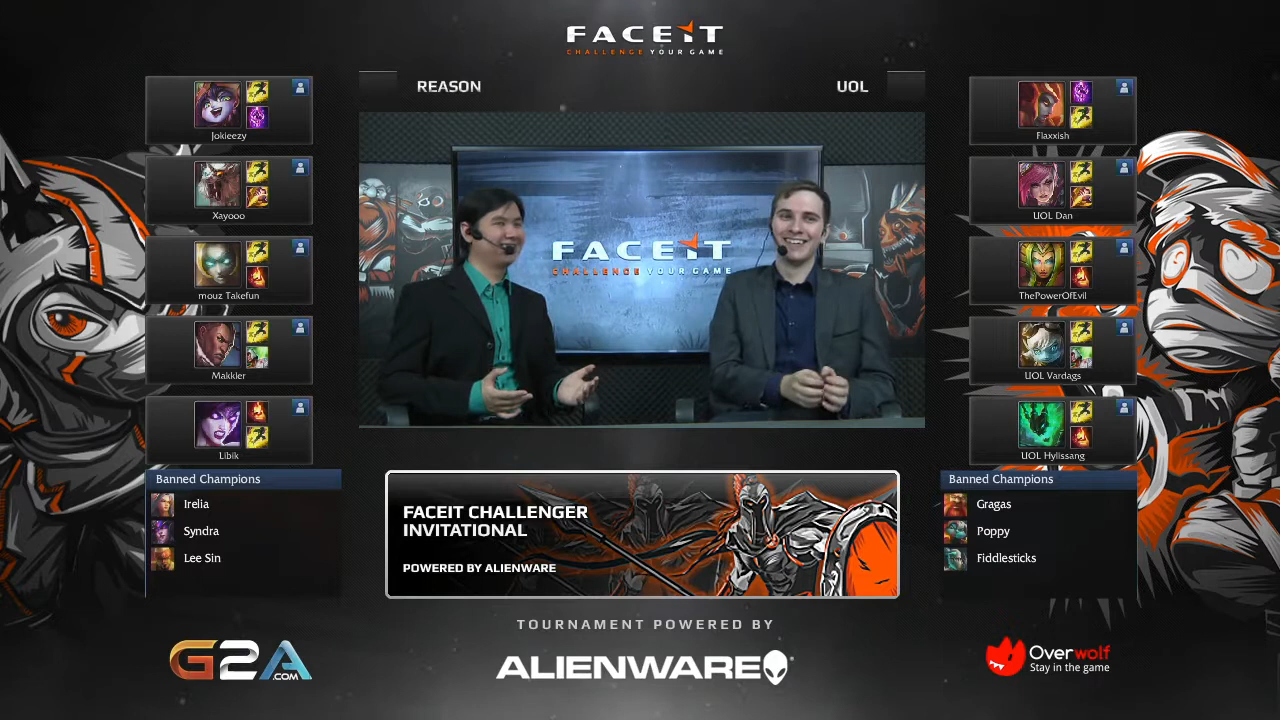 FACEIT
CHALLENGE YOUR GAME
REASON
UOL
Jokieezy
Xayooo
mouz Takefun
Makkier
Libik
Banned Champions
Irelia
Syndra
Lee Sin
FACEIT
CHALLENGE YOUR GAME
Flaxxish
UOL Dan
ThePowerOfEvil
UOL Vardags
UOL Hylissang
Banned Champions
Gragas
Poppy
Fiddlesticks
FACEIT CHALLENGER
INVITATIONAL
POWERED BY ALIENWARE
TOURNAMENT POWERED BY
G2A.COM
ALIENWARE
Overwolf
Stay in the game